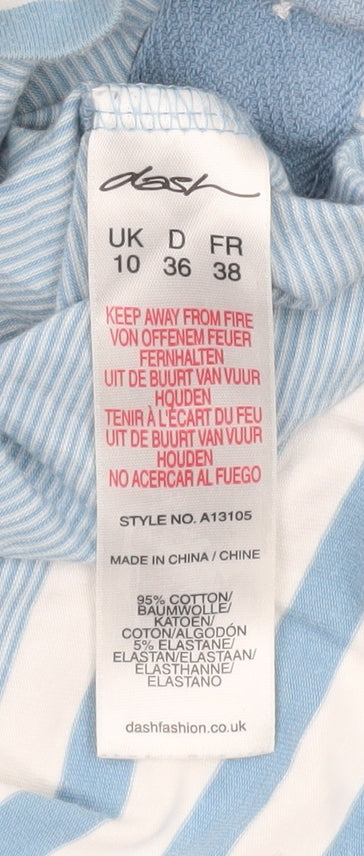 dash
UK D FR
10 36 38
KEEP AWAY FROM FIRE
VON OFFENEM FEUER
FERNHALTEN
UIT DE BUURT VAN VUUR
HOUDEN
TENIR À L'ÉCART DU FEU
UIT DE BUURT VAN VUUR
HOUDEN
NO ACERCAR AL FUEGO
STYLE NO. A13105
MADE IN CHINA / CHINE
95% COTTON/
BAUMWOLLE/
KATOEN/
COTON/ALGODÓN
5% ELASTANE/
ELASTAN/ELASTAAN/
ELASTHANNE/
ELASTANO
dashfashion.co.uk